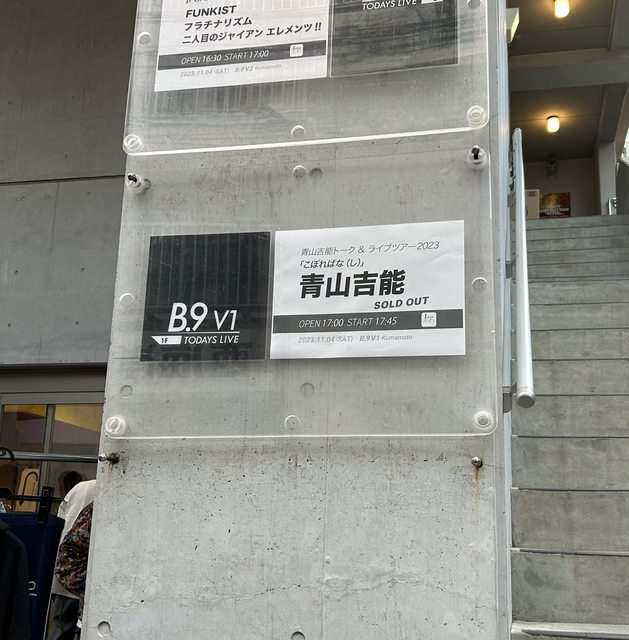 FUNKIST
TODAYS LIVE
フラチナリズム
二人目のジャイアン エレメンツ!!
OPEN 16:30 START 17:00
2023.11.04 (SAT) B.9 V2 Kumamoto
青山吉能トーク & ライブツアー2023
「こぼればな(し)」
青山吉能
SOLD OUT
B.9 V1
OPEN 17:00 START 17:45
1F TODAYS LIVE
2023.11.04 (SAT) B.9 V1 Kumamoto